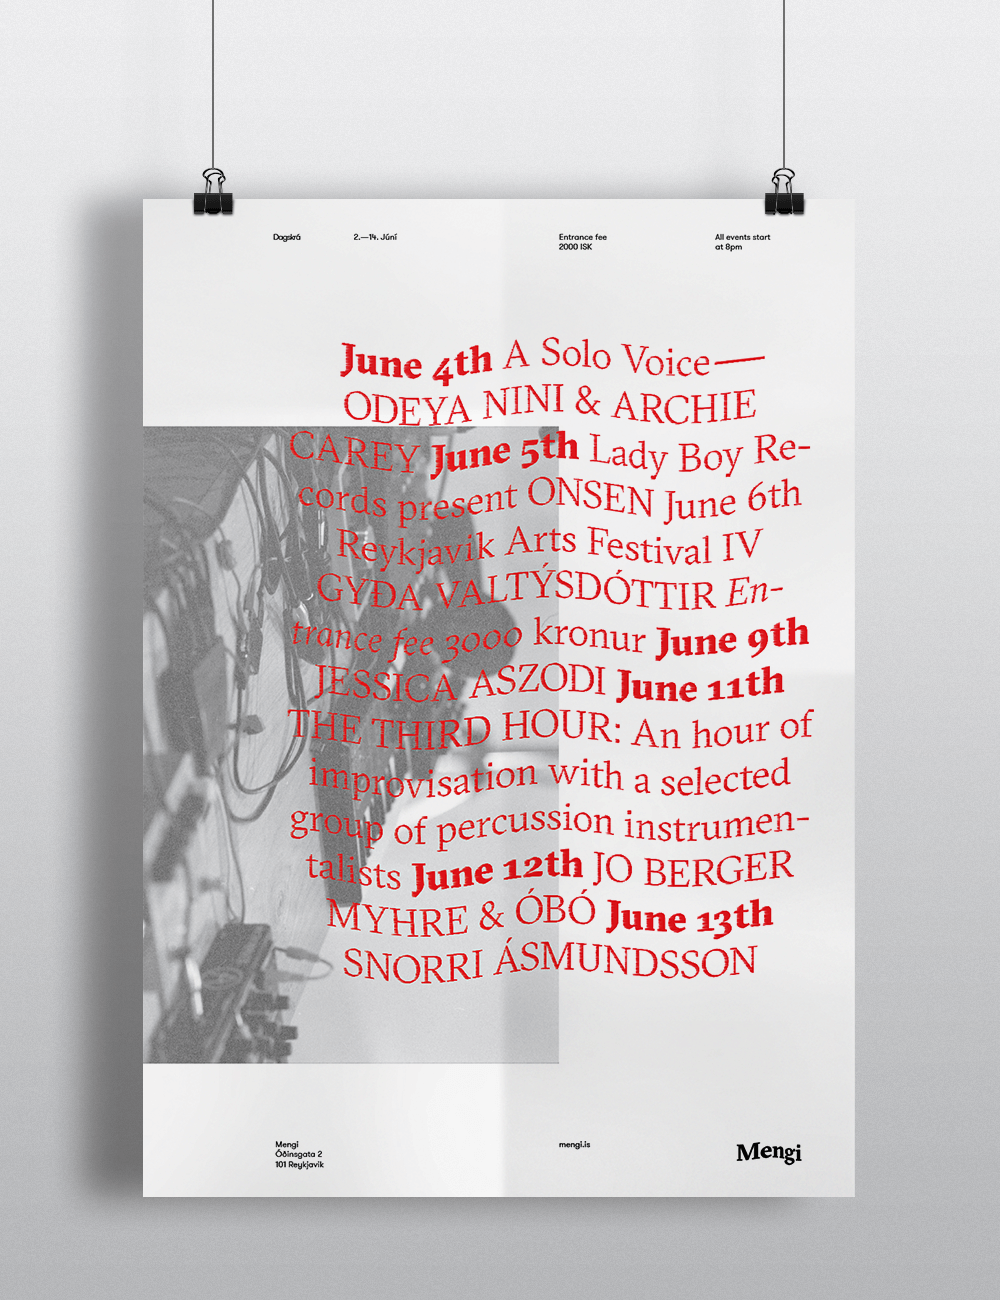 Dagskrá
2.—14. Júní
Entrance fee
2000 ISK
All events start
at 8pm
June 4th A Solo Voice—
ODEYA NINI & ARCHIE
CAREY June 5th Lady Boy Re-
cords present ONSEN June 6th
Reykjavik Arts Festival IV
GYÐA VALTÝSDÓTTIR En-
trance fee 3000 kronur June 9th
JESSICA ASZODI June 11th
THE THIRD HOUR: An hour of
improvisation with a selected
group of percussion instrumen-
talists June 12th JO BERGER
MYHRE & ÓBÓ June 13th
SNORRI ÁSMUNDSSON
Mengi
Óðinsgata 2
101 Reykjavik
mengi.is
Mengi